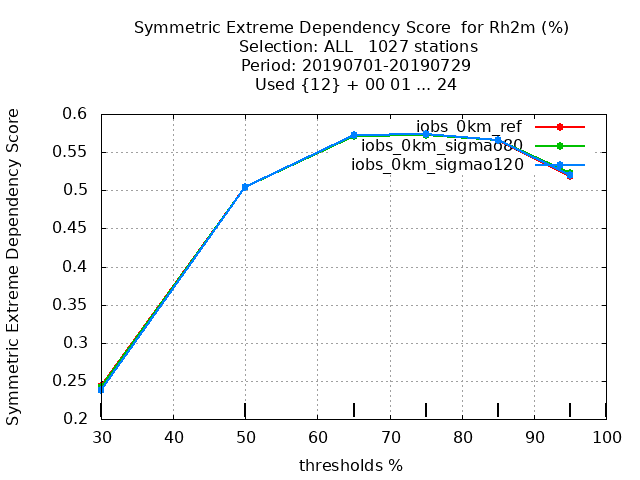 Symmetric Extreme Dependency Score  for Rh2m (%)
Selection: ALL   1027 stations
Period: 20190701-20190729
Used {12} + 00 01 ... 24
Symmetric Extreme Dependency Score
0.6
0.55
0.5
0.45
0.4
0.35
0.3
0.25
0.2
iobs_0km_ref
iobs_0km_sigmao80
iobs_0km_sigmao120
30 40 50 60 70 80 90 100
thresholds %